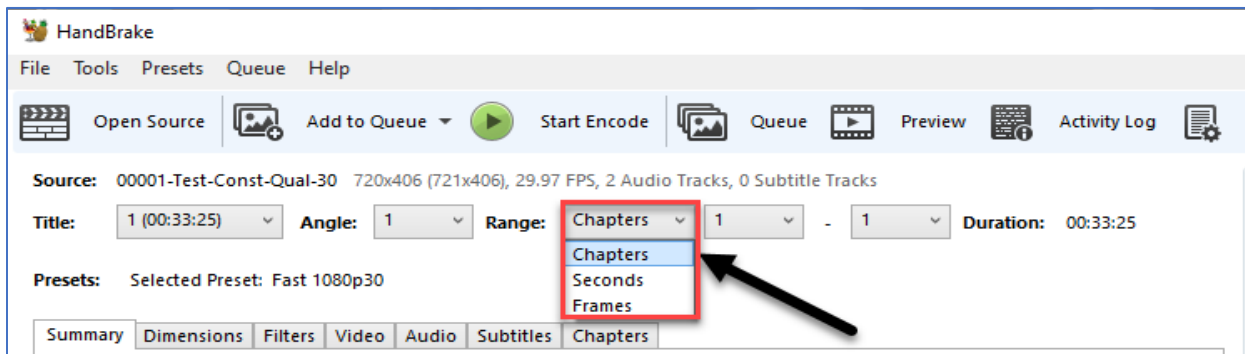 HandBrake
File Tools Presets Queue Help
Open Source Add to Queue Start Encode Queue Preview Activity Log
Source: 00001-Test-Const-Qual-30 720x406 (721x406), 29.97 FPS, 2 Audio Tracks, 0 Subtitle Tracks
Title: 1 (00:33:25) Angle: 1 Range: Chapters 1 - 1 Duration: 00:33:25
Chapters
Seconds
Presets: Selected Preset: Fast 1080p30
Frames
Summary Dimensions Filters Video Audio Subtitles Chapters